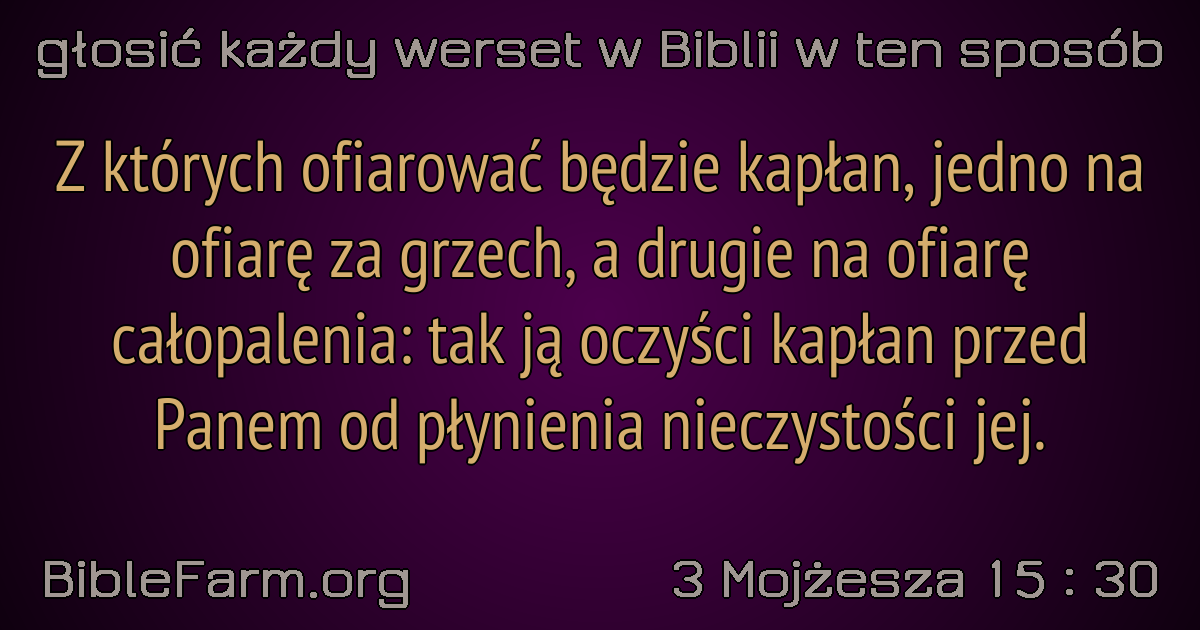 głosić każdy werset w Biblii w ten sposób
Z których ofiarować będzie kapłan, jedno na
ofiarę za grzech, a drugie na ofiarę
całopalenia: tak ją oczyści kapłan przed
Panem od płynienia nieczystości jej.
BibleFarm.org
3 Mojżesza 15 : 30